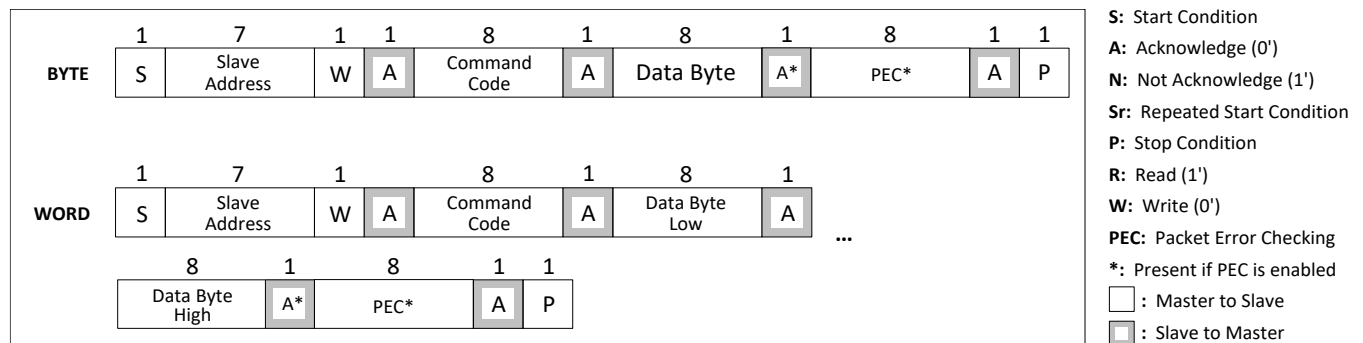 1 7 1 1 8 1 8 1 8 1 1
BYTE S Slave Address W A Command Code A Data Byte A* PEC* A P
1 7 1 8 1 8 1
WORD S Slave Address W A Command Code A Data Byte Low A ...
8 1 8 1 1
Data Byte High A* PEC* A P
S: Start Condition
A: Acknowledge (0')
N: Not Acknowledge (1')
Sr: Repeated Start Condition
P: Stop Condition
R: Read (1')
W: Write (0')
PEC: Packet Error Checking
*: Present if PEC is enabled
: Master to Slave
: Slave to Master